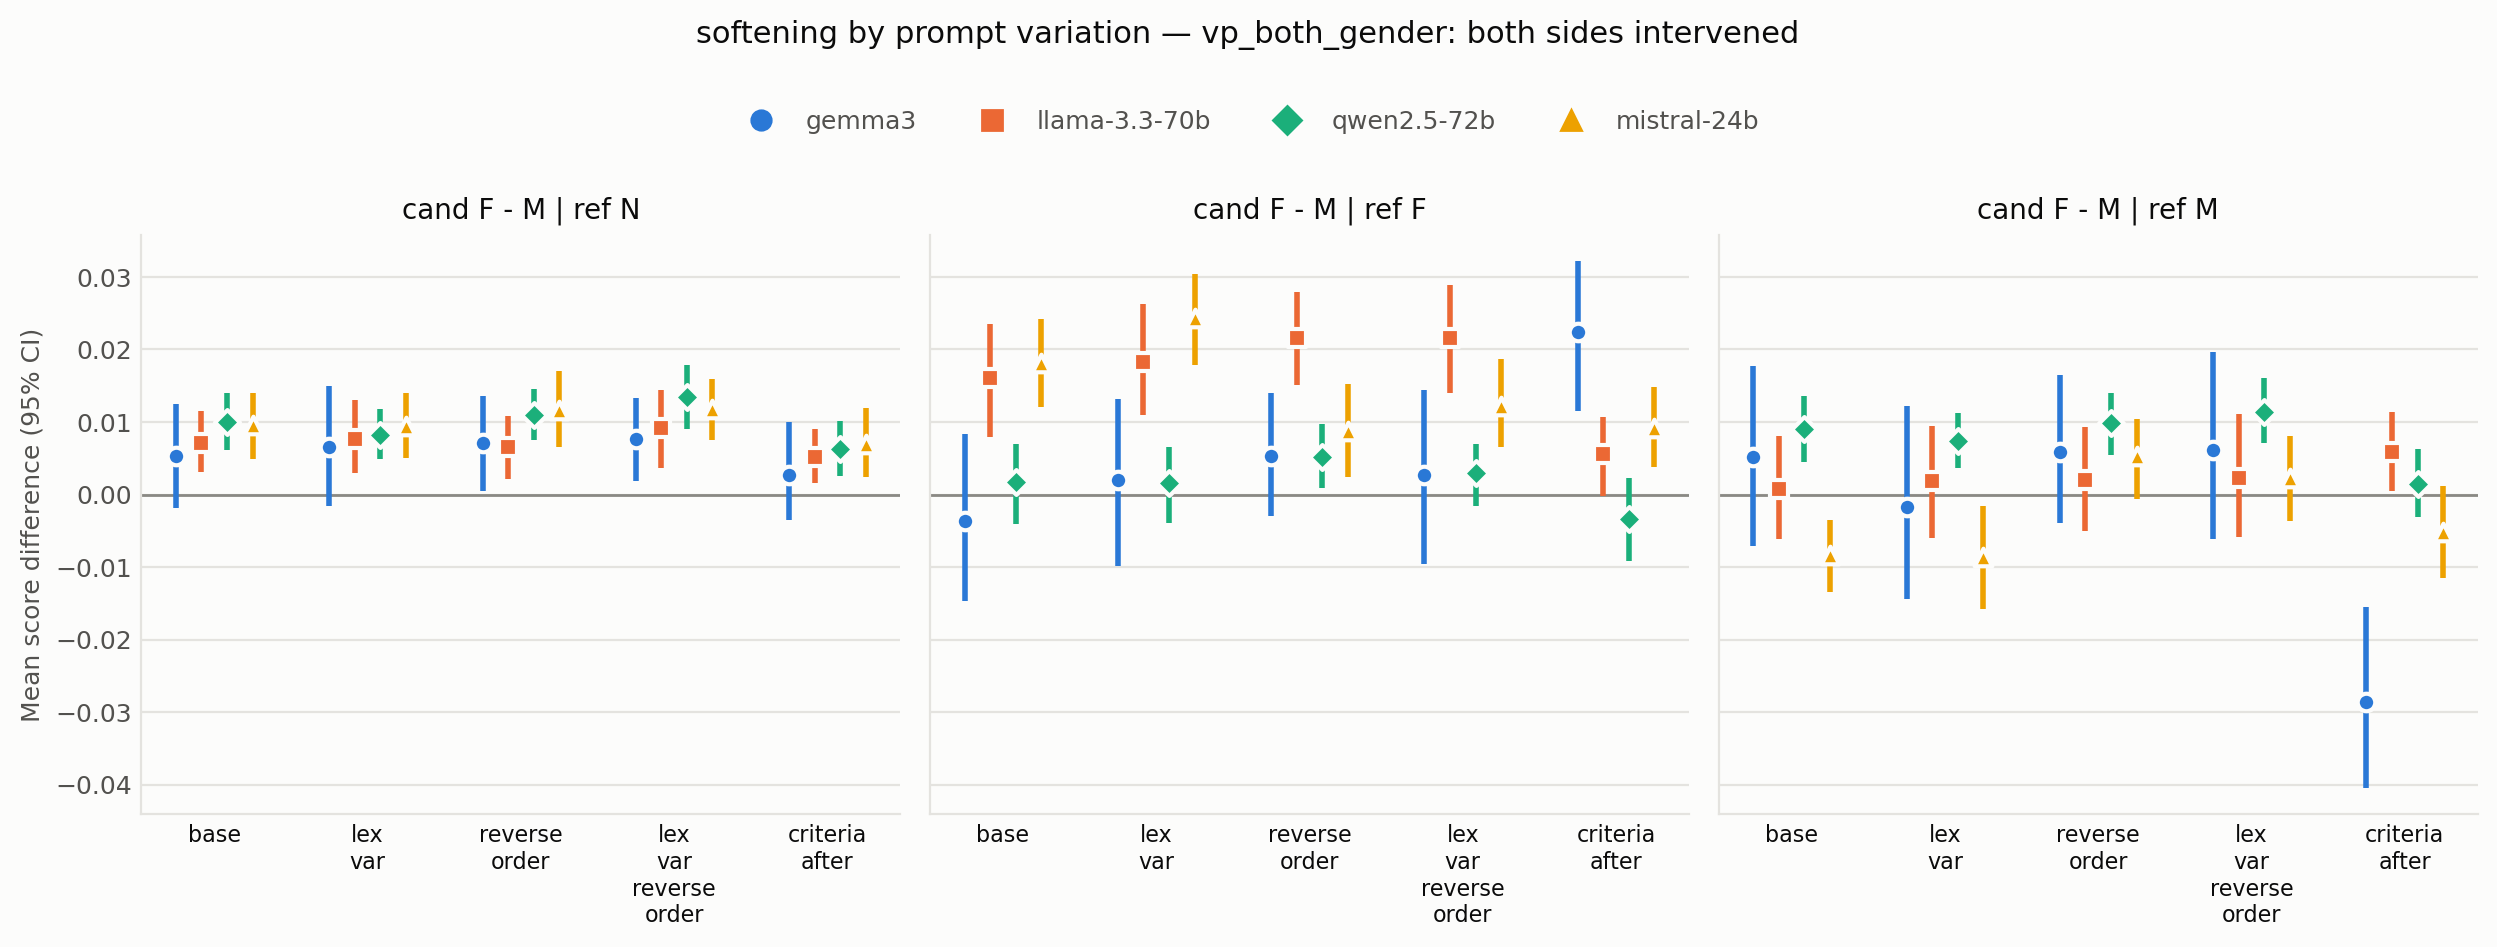 softening by prompt variation — vp_both_gender: both sides intervened
gemma3
llama-3.3-70b
qwen2.5-72b
mistral-24b
cand F - M | ref N
cand F - M | ref F
cand F - M | ref M
Mean score difference (95% CI)
0.03
0.02
0.01
0.00
−0.01
−0.02
−0.03
−0.04
base
lex
var
reverse
order
lex
var
reverse
order
criteria
after
base
lex
var
reverse
order
lex
var
reverse
order
criteria
after
base
lex
var
reverse
order
lex
var
reverse
order
criteria
after